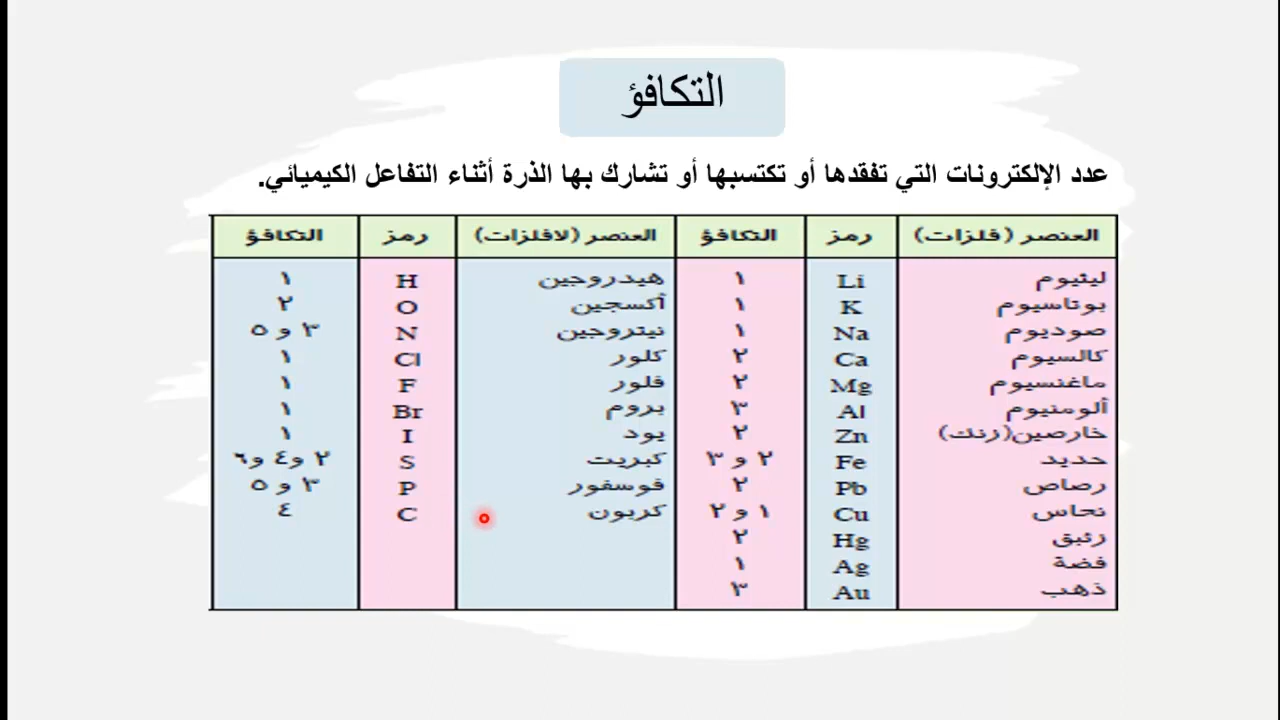 التكافؤ
عدد الإلكترونات التي تفقدها أو تكتسبها أو تشارك بها الذرة أثناء التفاعل الكيميائي.
العنصر (فلزات) رمز التكافؤ العنصر (لافلزات) رمز التكافؤ
ليثيوم Li ١ هيدروجين H ١
بوتاسيوم K ١ أكسجين O ٢
صوديوم Na ١ نيتروجين N ٣ و ٥
كالسيوم Ca ٢ كلور Cl ١
ماغنسيوم Mg ٢ فلور F ١
ألومنيوم Al ٣ بروم Br ١
خارصين(زنك) Zn ٢ يود I ١
حديد Fe ٢ و ٣ كبريت S ٢ و٤ و٦
رصاص Pb ٢ فوسفور P ٣ و ٥
نحاس Cu ١ و ٢ كربون C ٤
زئبق Hg ٢
فضة Ag ١
ذهب Au ٣